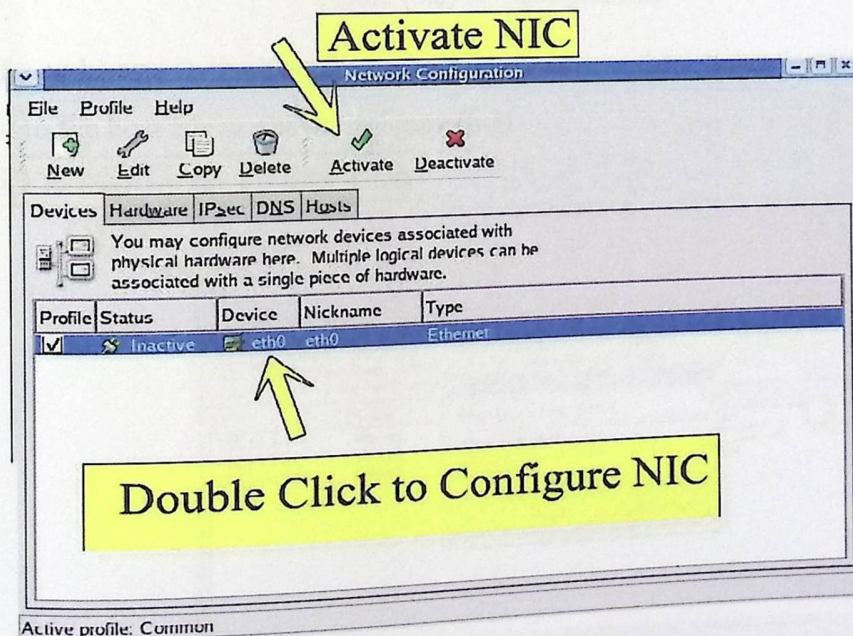 Activate NIC
Network Configuration
File Profile Help
New Edit Copy Delete Activate Deactivate
Devices Hardware IPsec DNS Hosts
You may configure network devices associated with
physical hardware here. Multiple logical devices can be
associated with a single piece of hardware.
Profile Status Device Nickname Type
Inactive eth0 eth0 Ethernet
Double Click to Configure NIC
Active profile: Common